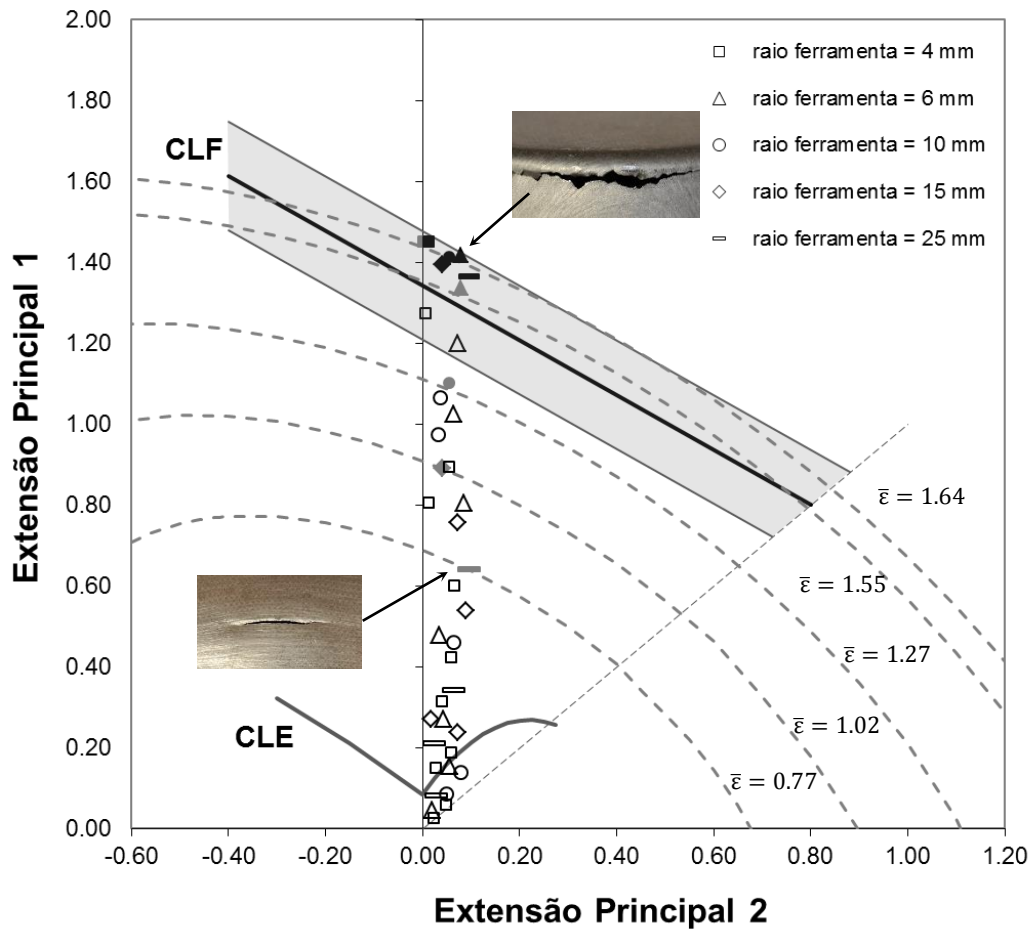 2.00
1.80
1.60
1.40
1.20
1.00
0.80
0.60
0.40
0.20
0.00
Extensão Principal 1
raio ferramenta = 4 mm
raio ferramenta = 6 mm
raio ferramenta = 10 mm
raio ferramenta = 15 mm
raio ferramenta = 25 mm
CLF
ε̅ = 1.64
ε̅ = 1.55
ε̅ = 1.27
ε̅ = 1.02
ε̅ = 0.77
CLE
-0.60 -0.40 -0.20 0.00 0.20 0.40 0.60 0.80 1.00 1.20
Extensão Principal 2